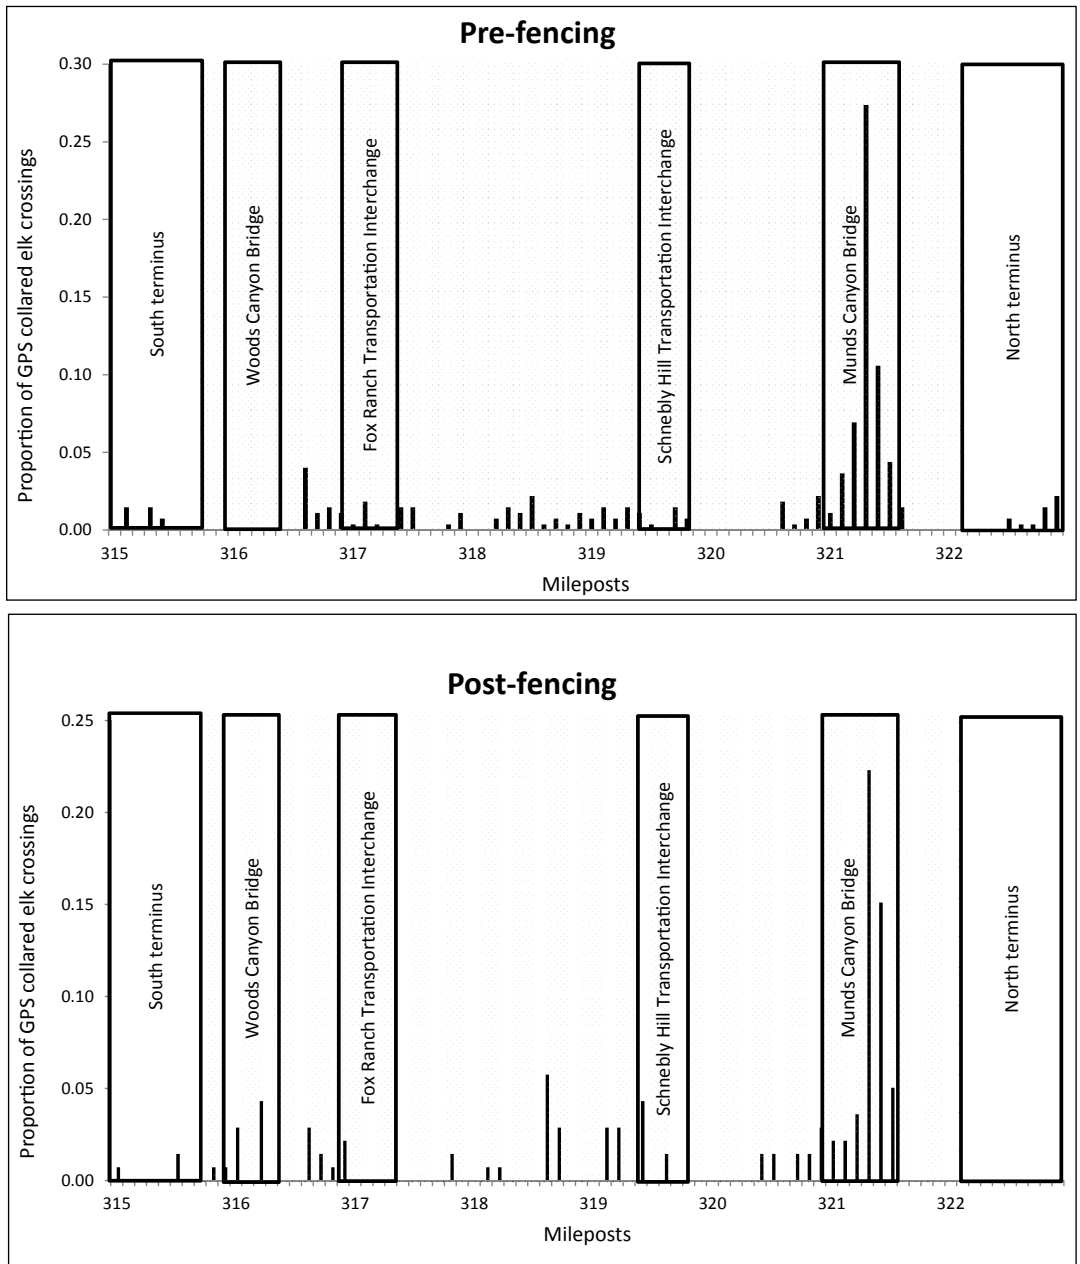 Pre-fencing
Proportion of GPS collared elk crossings
0.30
0.25
0.20
0.15
0.10
0.05
0.00
South terminus
Woods Canyon Bridge
Fox Ranch Transportation Interchange
Schnebly Hill Transportation Interchange
Munds Canyon Bridge
North terminus
315 316 317 318 319 320 321 322
Mileposts
Post-fencing
Proportion of GPS collared elk crossings
0.25
0.20
0.15
0.10
0.05
0.00
South terminus
Woods Canyon Bridge
Fox Ranch Transportation Interchange
Schnebly Hill Transportation Interchange
Munds Canyon Bridge
North terminus
315 316 317 318 319 320 321 322
Mileposts